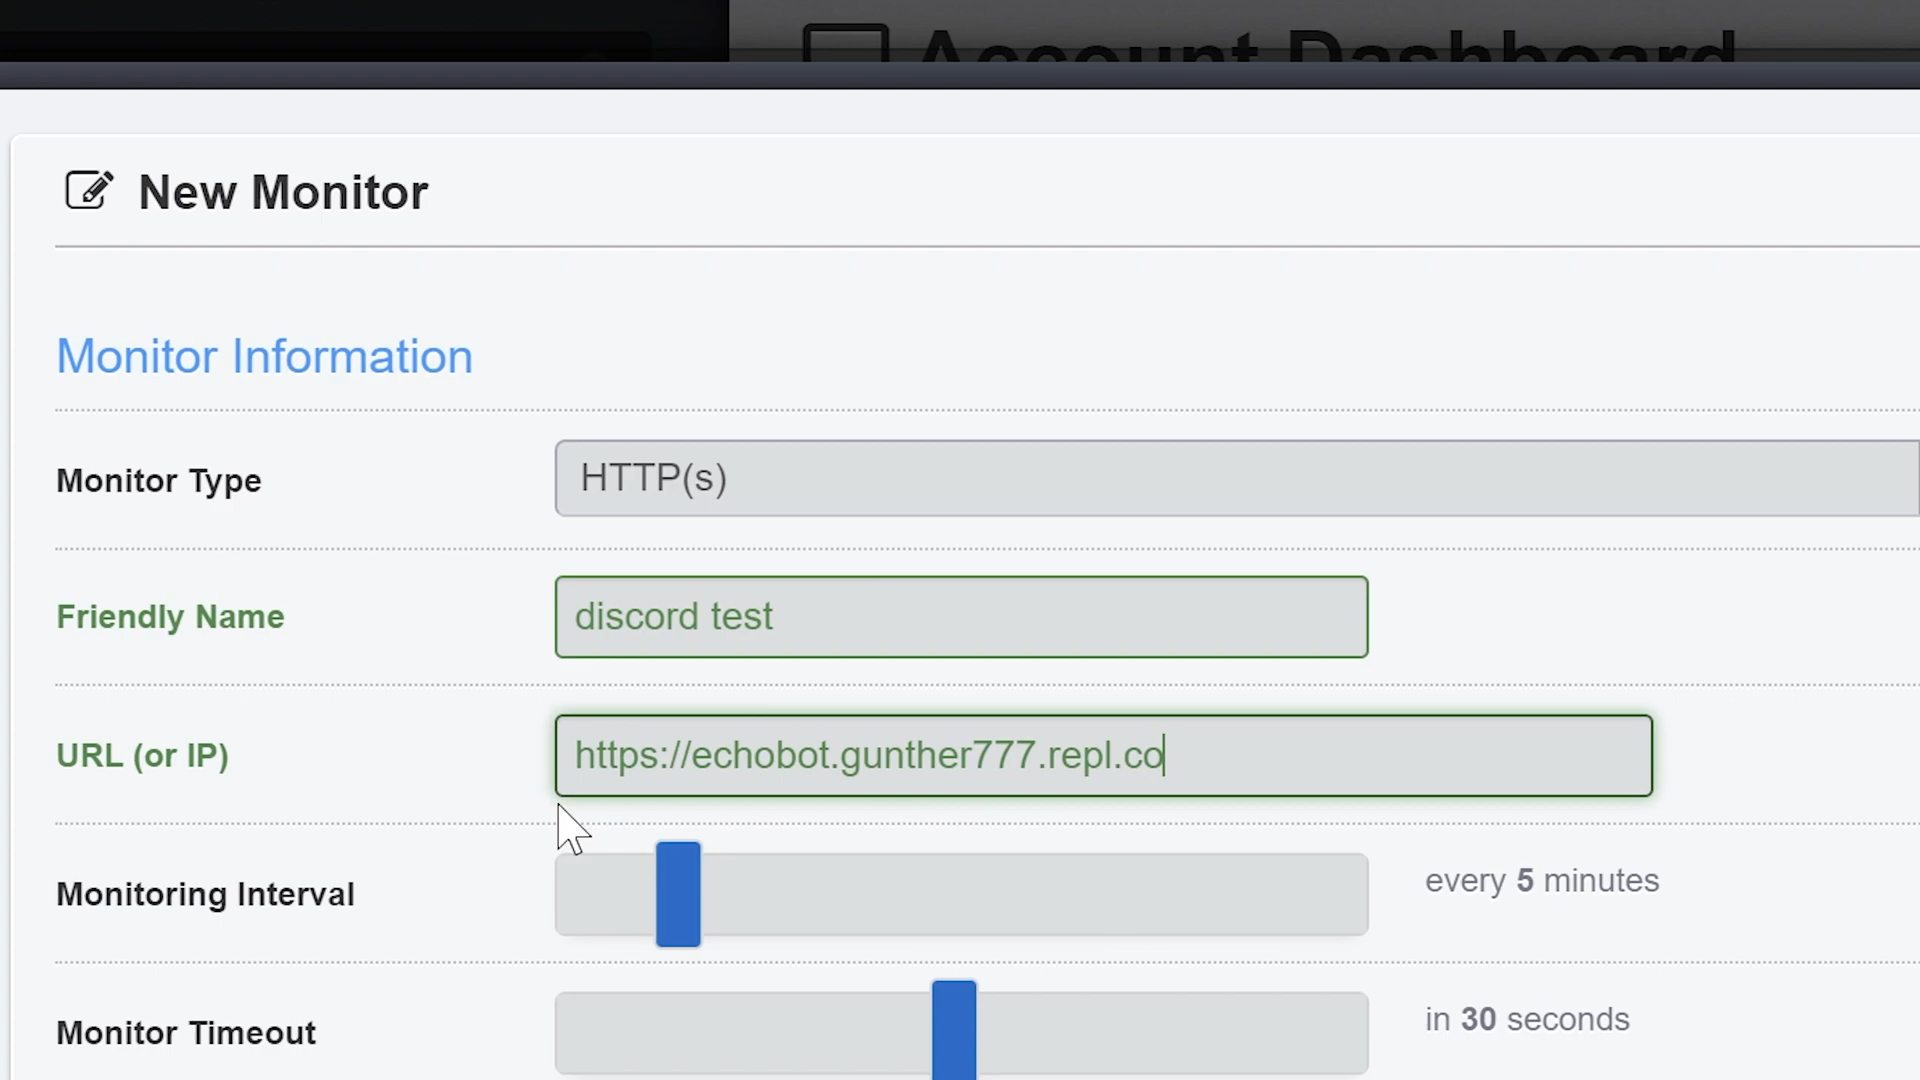 Account Dashboard
New Monitor
Monitor Information
Monitor Type
HTTP(s)
Friendly Name
discord test
URL (or IP)
https://echobot.gunther777.repl.co
Monitoring Interval
every 5 minutes
Monitor Timeout
in 30 seconds